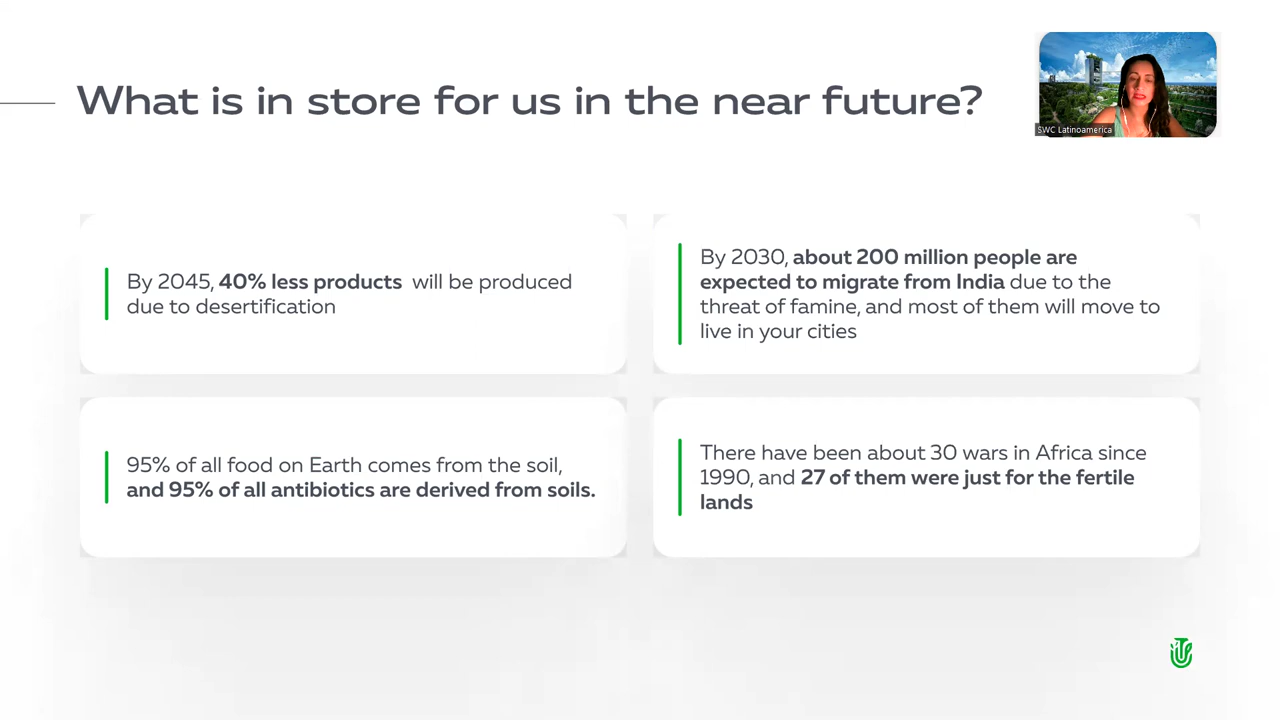 What is in store for us in the near future?
SWC Latinoamerica
By 2045, 40% less products will be produced
due to desertification
By 2030, about 200 million people are
expected to migrate from India due to the
threat of famine, and most of them will move to
live in your cities
95% of all food on Earth comes from the soil,
and 95% of all antibiotics are derived from soils.
There have been about 30 wars in Africa since
1990, and 27 of them were just for the fertile
lands